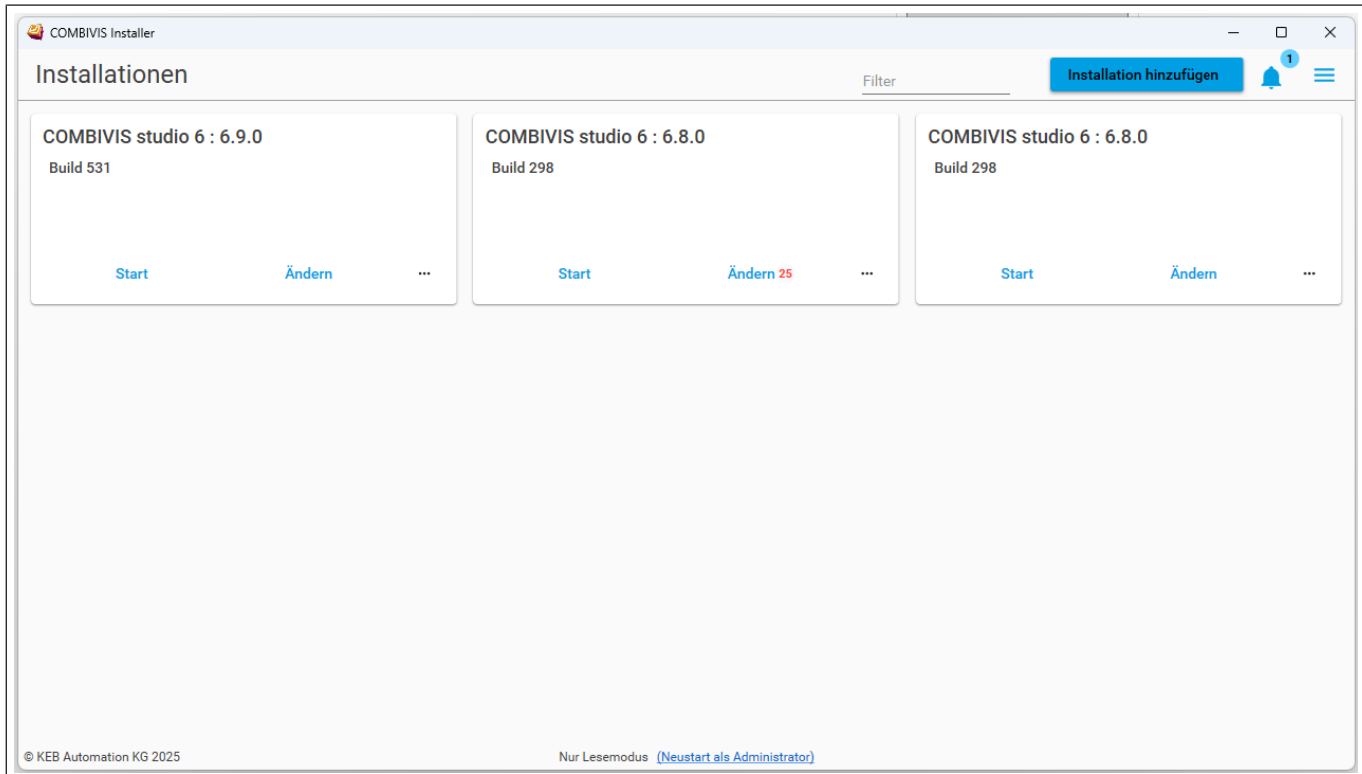 COMBIVIS Installer
Installationen
Filter
Installation hinzufügen
1
COMBIVIS studio 6 : 6.9.0
Build 531
Start Ändern ...
COMBIVIS studio 6 : 6.8.0
Build 298
Start Ändern 25 ...
COMBIVIS studio 6 : 6.8.0
Build 298
Start Ändern ...
© KEB Automation KG 2025
Nur Lesemodus (Neustart als Administrator)